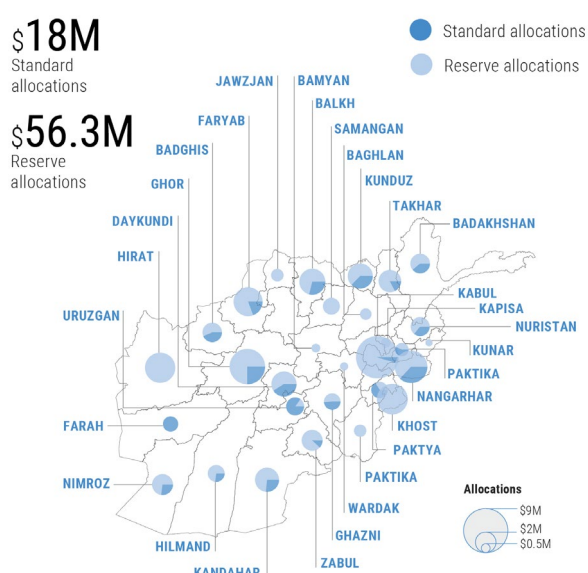 $18M
Standard
allocations
$56.3M
Reserve
allocations
Standard allocations
Reserve allocations
JAWZJAN
BAMYAN
BALKH
FARYAB
SAMANGAN
BADGHIS
BAGHLAN
GHOR
KUNDUZ
TAKHAR
DAYKUNDI
BADAKHSHAN
HIRAT
KABUL
KAPISA
URUZGAN
NURISTAN
KUNAR
PAKTIKA
NANGARHAR
FARAH
KHOST
PAKTYA
PAKTIKA
NIMROZ
Allocations
$9M
$2M
$0.5M
WARDAK
GHAZNI
HILMAND
ZABUL
KANDAHAR